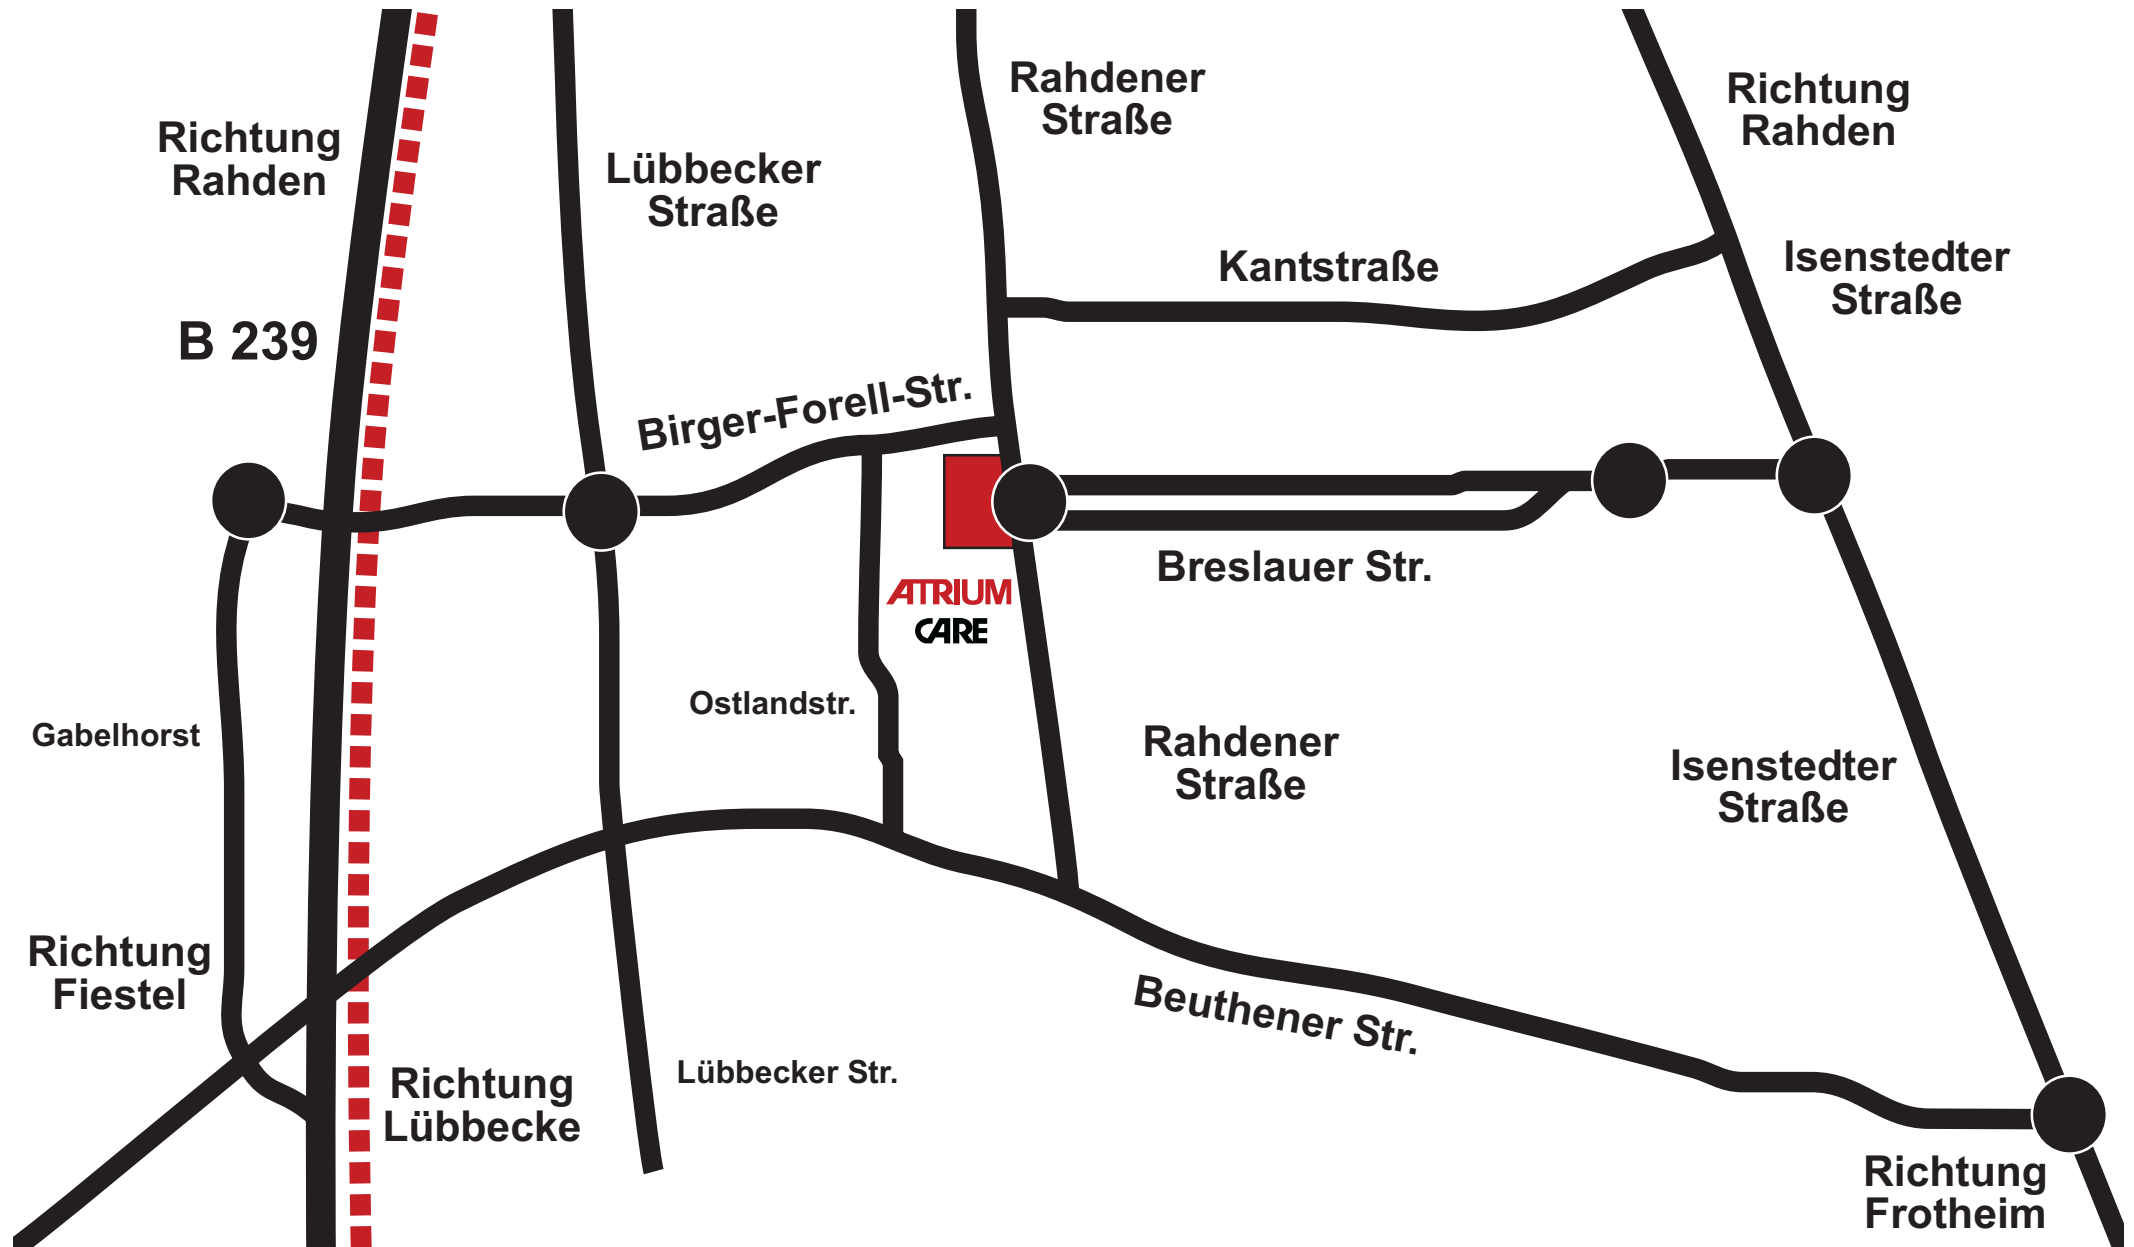 Rahdener
Straße
Richtung
Rahden
Richtung
Rahden
Lübbecker
Straße
Kantstraße
Isenstedter
Straße
B 239
Birger-Forell-Str.
Breslauer Str.
ATRIUM
CARE
Ostlandstr.
Gabelhorst
Rahdener
Straße
Isenstedter
Straße
Richtung
Fiestel
Beuthener Str.
Richtung
Lübbecke
Lübbecker Str.
Richtung
Frotheim